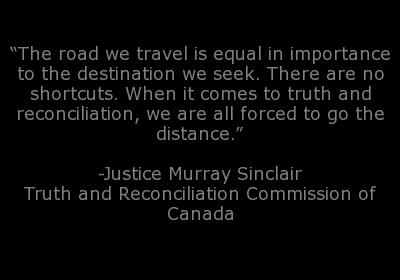 “The road we travel is equal in importance
to the destination we seek. There are no
shortcuts. When it comes to truth and
reconciliation, we are all forced to go the
distance.”
-Justice Murray Sinclair
Truth and Reconciliation Commission of
Canada